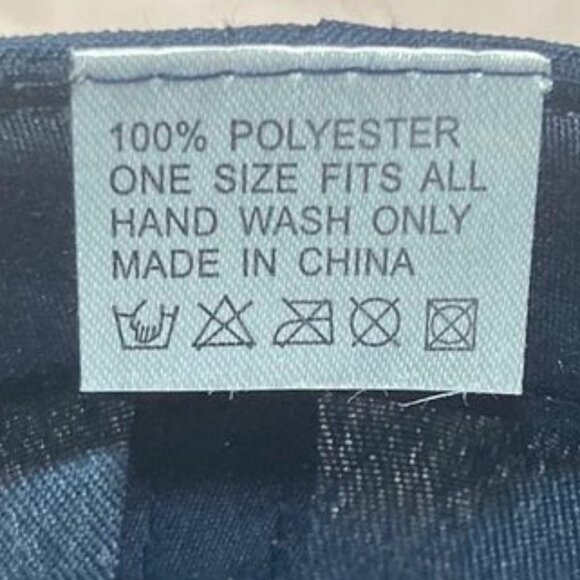 100% POLYESTER
ONE SIZE FITS ALL
HAND WASH ONLY
MADE IN CHINA